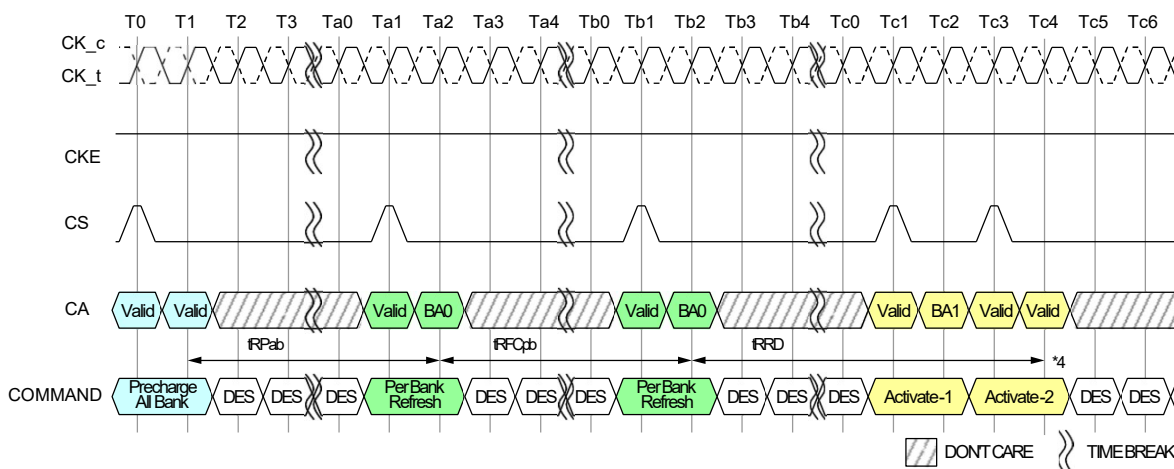 T0 T1 T2 T3 Ta0 Ta1 Ta2 Ta3 Ta4 Tb0 Tb1 Tb2 Tb3 Tb4 Tc0 Tc1 Tc2 Tc3 Tc4 Tc5 Tc6
CK_c
CK_t
CKE
CS
CA Valid Valid Valid BA0 Valid BA0 Valid BA1 Valid Valid
tRPab tRFCpb tRRD *4
COMMAND Precharge All Bank DES DES DES Per Bank Refresh DES DES DES Per Bank Refresh DES DES DES Activate-1 Activate-2 DES DES
DON'T CARE TIME BREAK